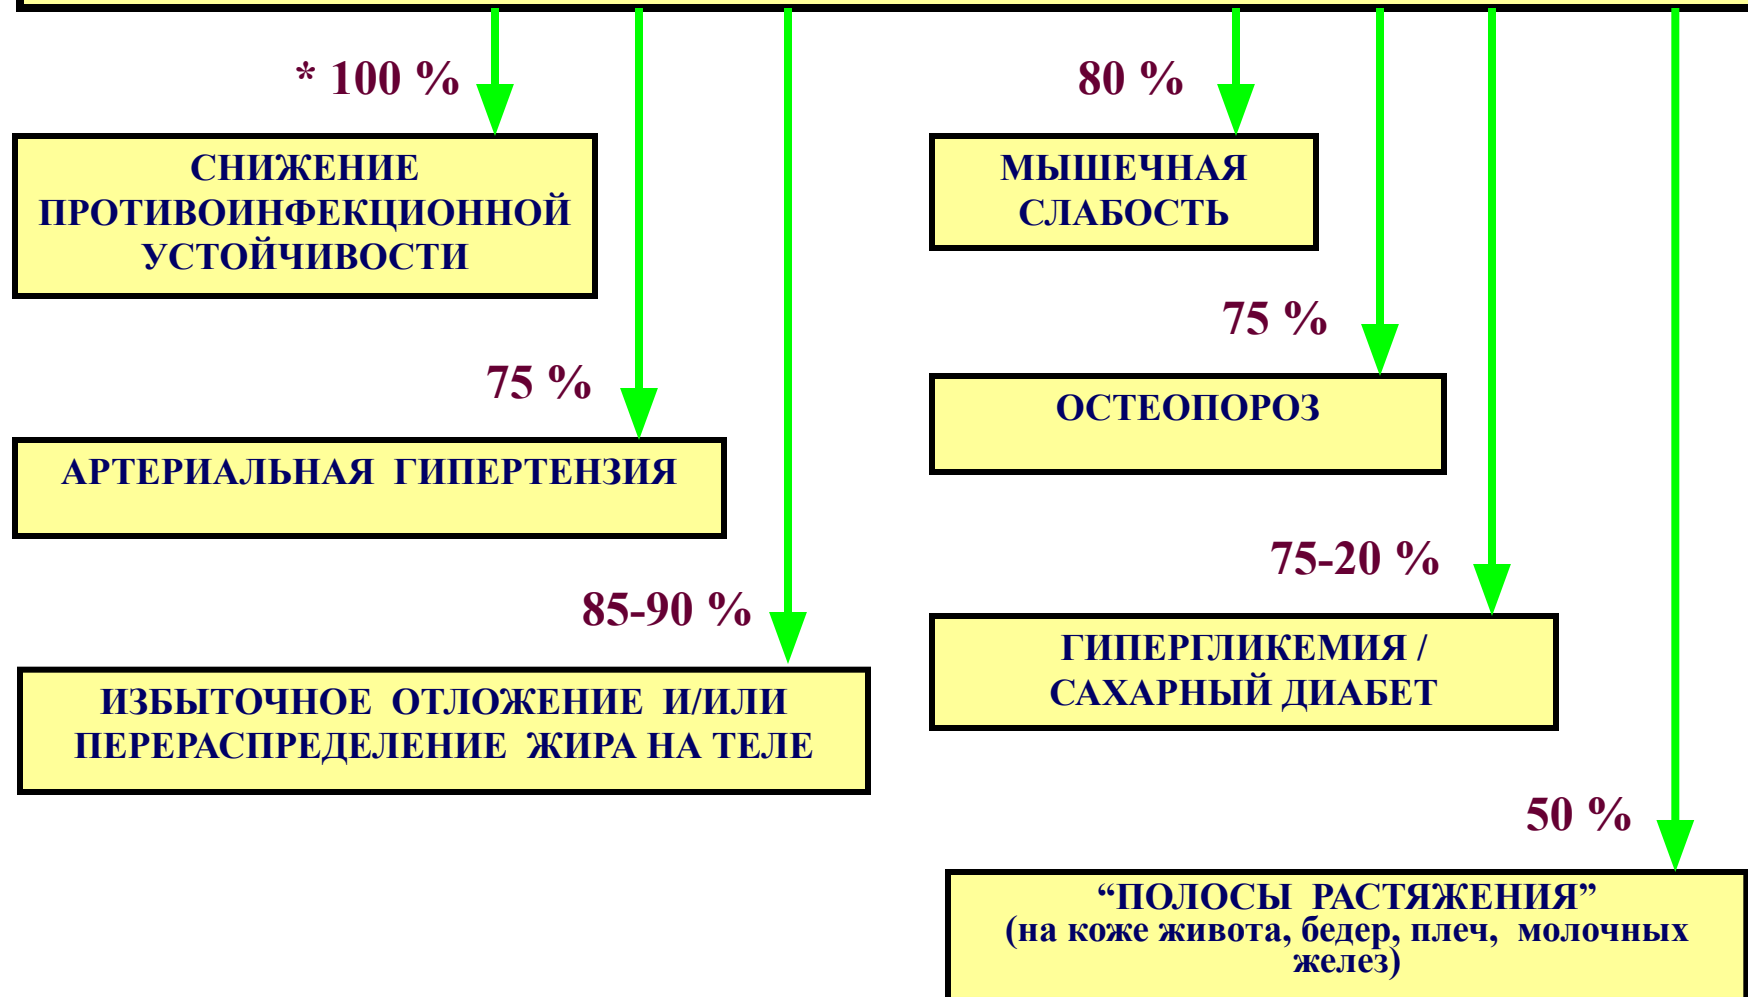 * 100 %
СНИЖЕНИЕ
ПРОТИВОИНФЕКЦИОННОЙ
УСТОЙЧИВОСТИ
75 %
АРТЕРИАЛЬНАЯ ГИПЕРТЕНЗИЯ
85-90 %
ИЗБЫТОЧНОЕ ОТЛОЖЕНИЕ И/ИЛИ
ПЕРЕРАСПРЕДЕЛЕНИЕ ЖИРА НА ТЕЛЕ
80 %
МЫШЕЧНАЯ
СЛАБОСТЬ
75 %
ОСТЕОПОРОЗ
75-20 %
ГИПЕРГЛИКЕМИЯ /
САХАРНЫЙ ДИАБЕТ
50 %
“ПОЛОСЫ РАСТЯЖЕНИЯ”
(на коже живота, бедер, плеч, молочных
желез)